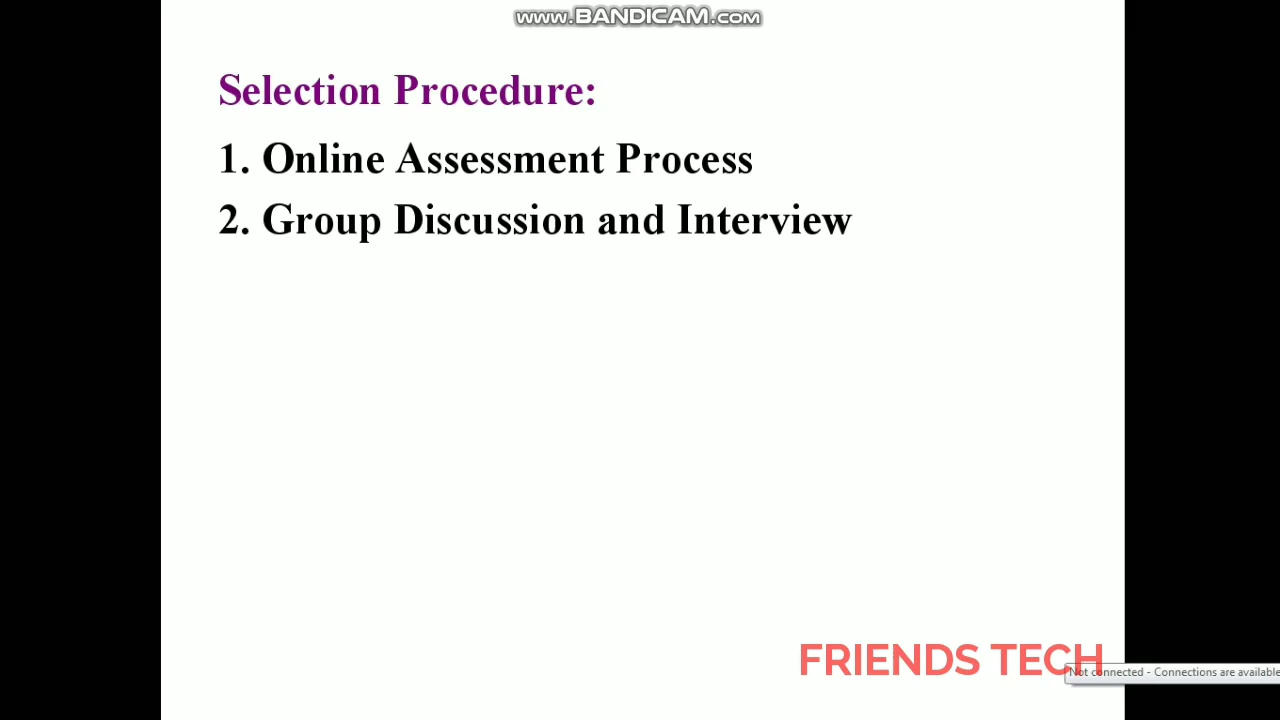 www.BANDICAM.com
Selection Procedure:
1. Online Assessment Process
2. Group Discussion and Interview
FRIENDS TECH
Not connected - Connections are available